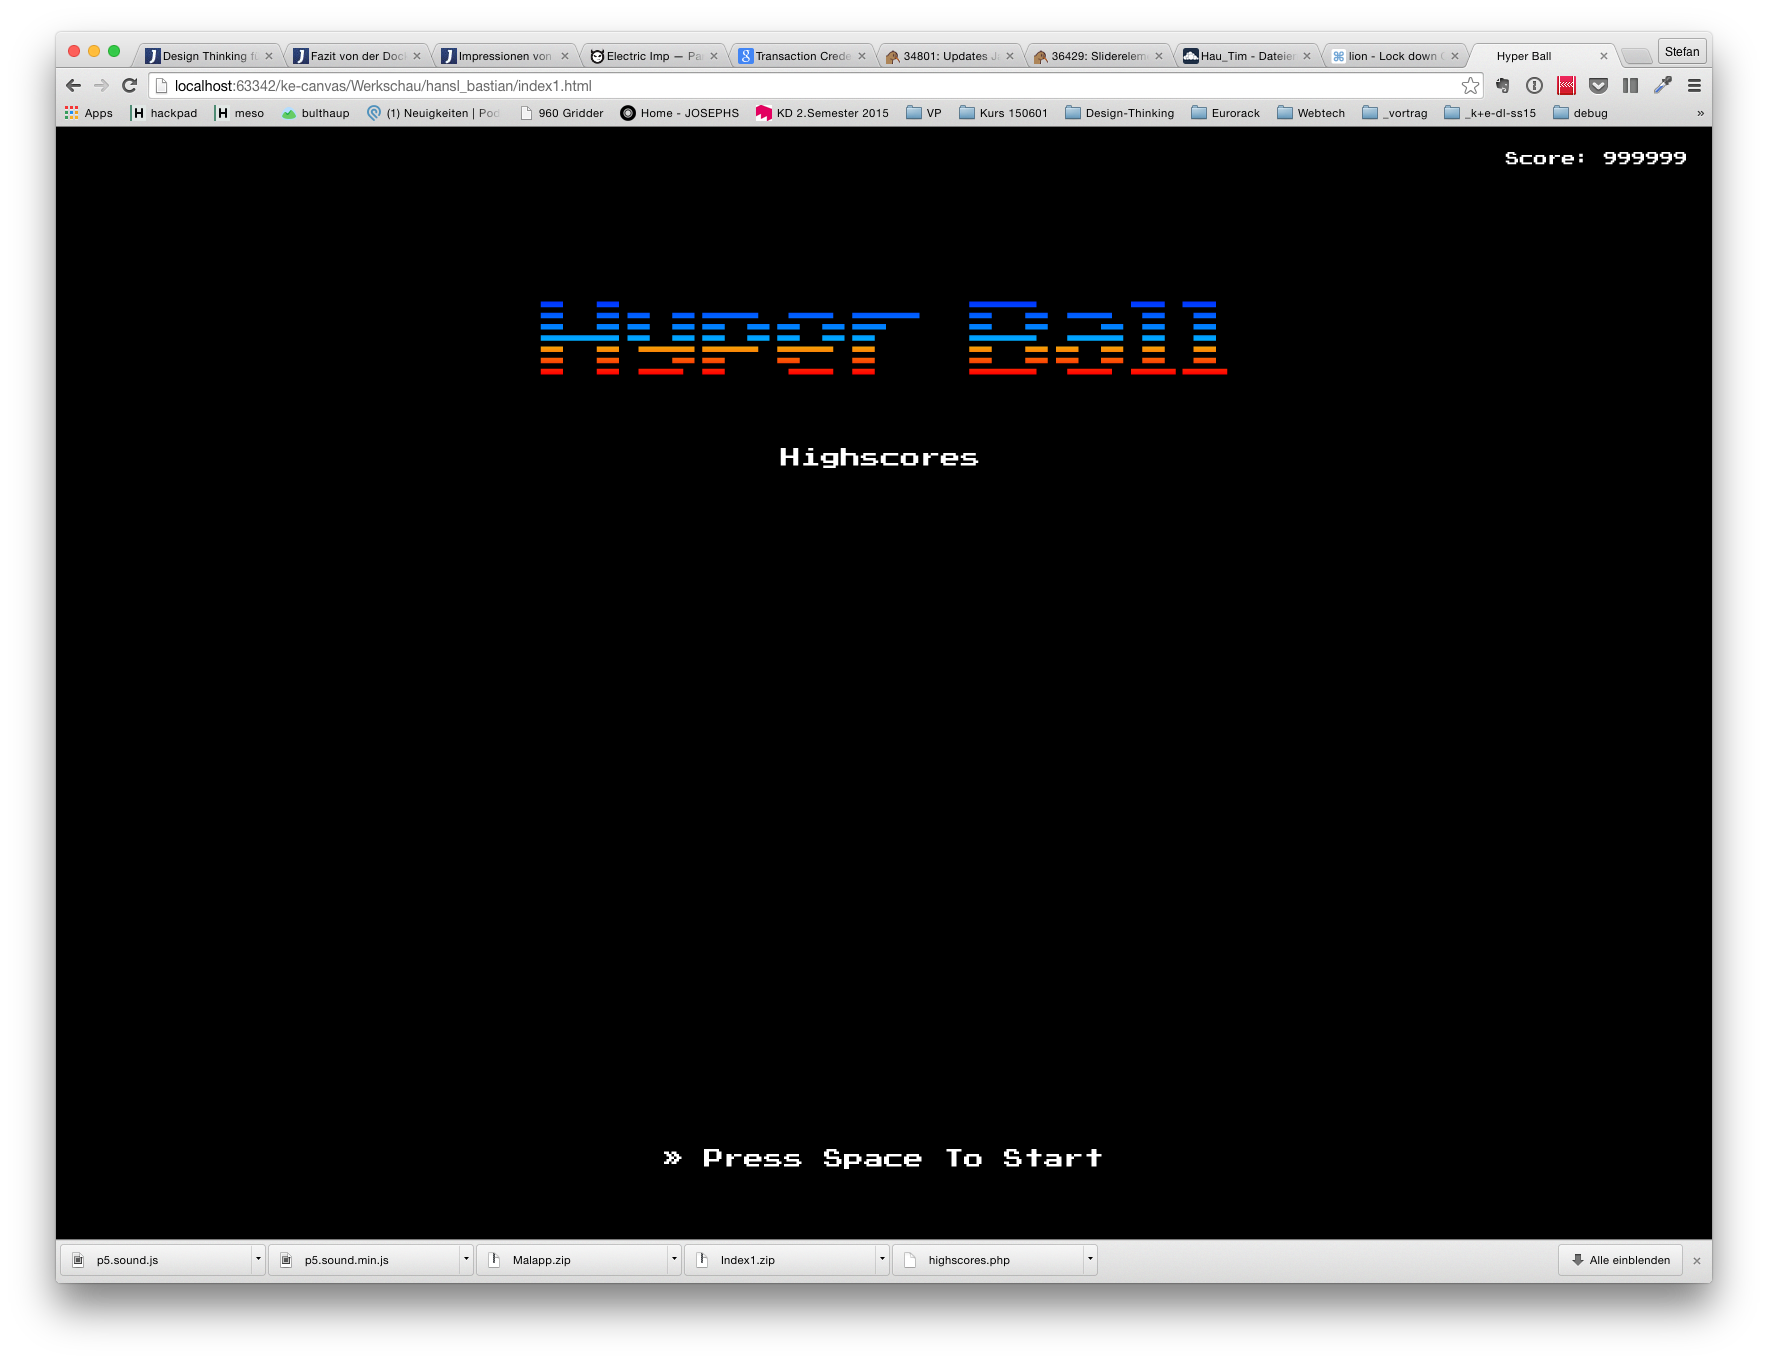 Design Thinking fü
Fazit von der Doc
Impressionen von
Electric Imp — Pa
Transaction Crede
34801: Updates Ja
36429: Sliderelem
Hau_Tim - Dateien
lion - Lock down
Hyper Ball
Stefan
localhost:63342/ke-canvas/Werkschau/hansl_bastian/index1.html
Apps
hackpad
meso
bulthaup
(1) Neuigkeiten | Pod
960 Gridder
Home - JOSEPHS
KD 2.Semester 2015
VP
Kurs 150601
Design-Thinking
Eurorack
Webtech
_vortrag
_k+e-dl-ss15
debug
»
Score: 999999
Hyper Ball
Highscores
» Press Space To Start
p5.sound.js
p5.sound.min.js
Malapp.zip
Index1.zip
highscores.php
Alle einblenden